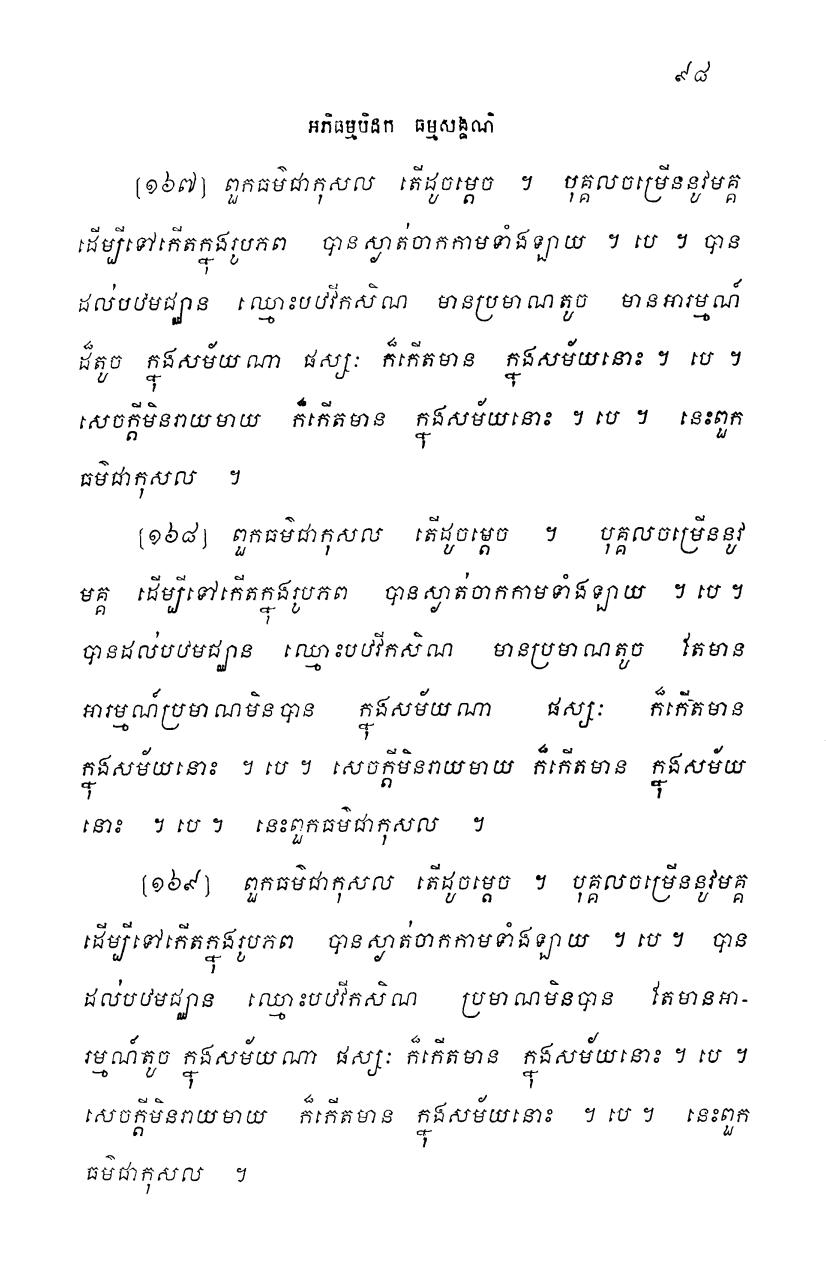 ៩៨
អភិធម្មបិដក ធម្មសង្គណិ
[១៦៧] ពួកធម៌ជាកុសល តើដូចម្តេច ។ បុគ្គលចម្រើននូវមគ្គ
ដើម្បីទៅកើតក្នុងរូបភព បានស្ងាត់ចាកកាមទាំងឡាយ ។ បេ ។ បាន
ដល់បឋមជ្ឈាន ឈ្មោះបឋវីកសិណ មានប្រមាណតូច មានអារម្មណ៍
ដ៏តូច ក្នុងសម័យណា ផស្សៈ ក៏កើតមាន ក្នុងសម័យនោះ ។ បេ ។
សេចក្តីមិនរាយមាយ ក៏កើតមាន ក្នុងសម័យនោះ ។ បេ ។ នេះពួក
ធម៌ជាកុសល ។
[១៦៨] ពួកធម៌ជាកុសល តើដូចម្តេច ។ បុគ្គលចម្រើននូវ
មគ្គ ដើម្បីទៅកើតក្នុងរូបភព បានស្ងាត់ចាកកាមទាំងឡាយ ។ បេ ។
បានដល់បឋមជ្ឈាន ឈ្មោះបឋវីកសិណ មានប្រមាណតូច តែមាន
អារម្មណ៍ប្រមាណមិនបាន ក្នុងសម័យណា ផស្សៈ ក៏កើតមាន
ក្នុងសម័យនោះ ។ បេ ។ សេចក្តីមិនរាយមាយ ក៏កើតមាន ក្នុងសម័យ
នោះ ។ បេ ។ នេះពួកធម៌ជាកុសល ។
[១៦៩] ពួកធម៌ជាកុសល តើដូចម្តេច ។ បុគ្គលចម្រើននូវមគ្គ
ដើម្បីទៅកើតក្នុងរូបភព បានស្ងាត់ចាកកាមទាំងឡាយ ។ បេ ។ បាន
ដល់បឋមជ្ឈាន ឈ្មោះបឋវីកសិណ ប្រមាណមិនបាន តែមានអា-
រម្មណ៍តូច ក្នុងសម័យណា ផស្សៈ ក៏កើតមាន ក្នុងសម័យនោះ ។ បេ ។
សេចក្តីមិនរាយមាយ ក៏កើតមាន ក្នុងសម័យនោះ ។ បេ ។ នេះពួក
ធម៌ជាកុសល ។